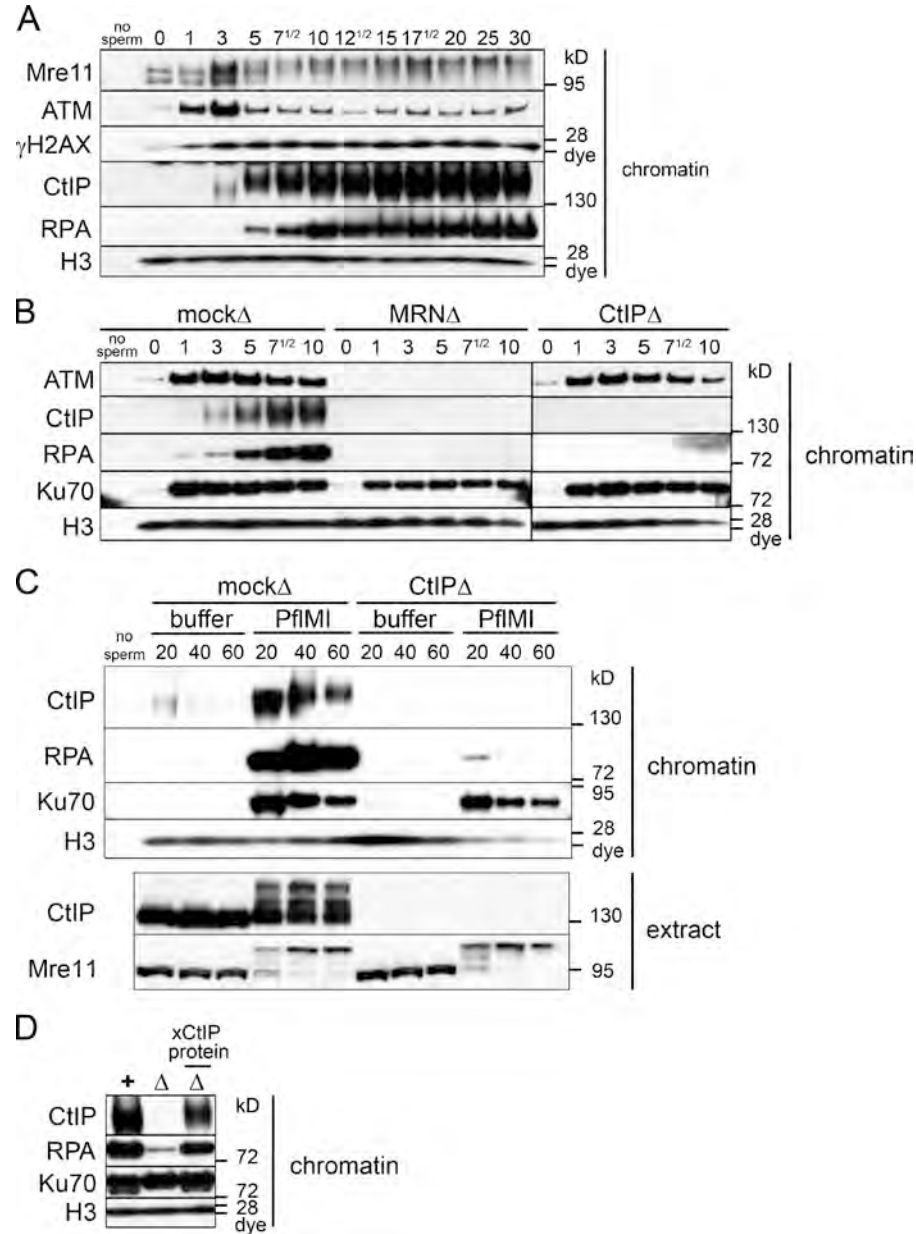 A
no sperm 0 1 3 5 7 1/2 10 12 1/2 15 17 1/2 20 25 30
kD
Mre11
95
ATM
γH2AX
28
dye
chromatin
CtIP
130
RPA
H3
28
dye
B
mockΔ MRNΔ CtIPΔ
no sperm 0 1 3 5 7 1/2 10 0 1 3 5 7 1/2 10 0 1 3 5 7 1/2 10
kD
ATM
CtIP
130
RPA
72
chromatin
Ku70
72
H3
28
dye
C
mockΔ CtIPΔ
buffer PflMI buffer PflMI
no sperm 20 40 60 20 40 60 20 40 60 20 40 60
kD
CtIP
130
RPA
72
chromatin
Ku70
95
H3
28
dye
CtIP
130
extract
Mre11
95
D
xCtIP
protein
+ Δ Δ
kD
CtIP
RPA
72
chromatin
Ku70
72
H3
28
dye